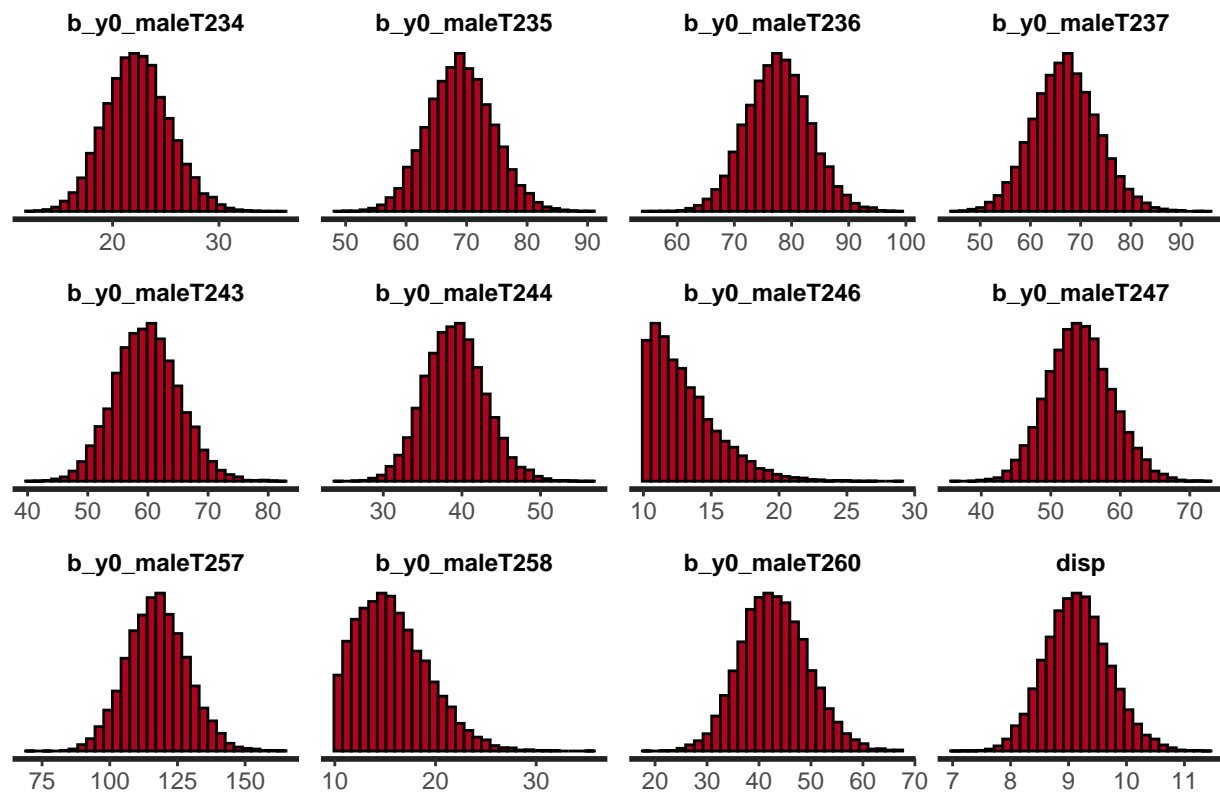 b_y0_maleT234 b_y0_maleT235 b_y0_maleT236 b_y0_maleT237
20 30 50 60 70 80 90 60 70 80 90 100 50 60 70 80 90
b_y0_maleT243 b_y0_maleT244 b_y0_maleT246 b_y0_maleT247
40 50 60 70 80 30 40 50 10 15 20 25 30 40 50 60 70
b_y0_maleT257 b_y0_maleT258 b_y0_maleT260 disp
75 100 125 150 10 20 30 20 30 40 50 60 70 7 8 9 10 11